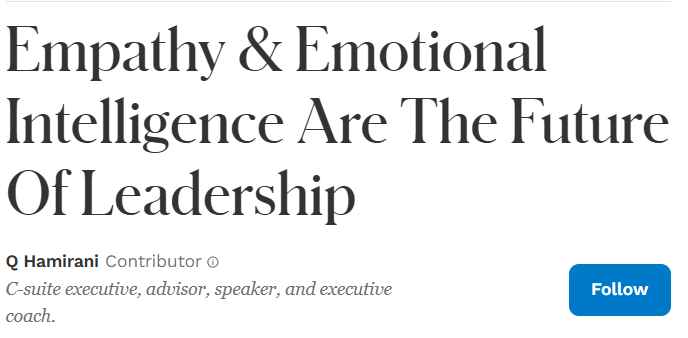 Empathy & Emotional
Intelligence Are The Future
Of Leadership
Q Hamirani Contributor
C-suite executive, advisor, speaker, and executive
coach.
Follow